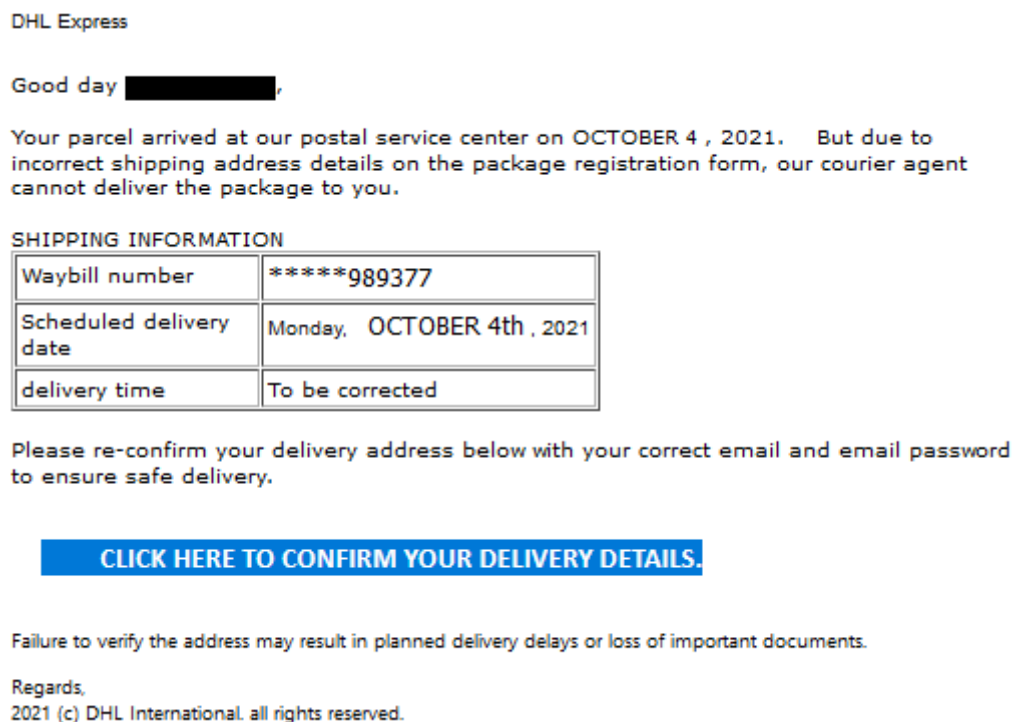 DHL Express
Good day ,
Your parcel arrived at our postal service center on OCTOBER 4 , 2021. But due to
incorrect shipping address details on the package registration form, our courier agent
cannot deliver the package to you.
SHIPPING INFORMATION
Waybill number *****989377
Scheduled delivery
date
Monday, OCTOBER 4th , 2021
delivery time To be corrected
Please re-confirm your delivery address below with your correct email and email password
to ensure safe delivery.
CLICK HERE TO CONFIRM YOUR DELIVERY DETAILS.
Failure to verify the address may result in planned delivery delays or loss of important documents.
Regards,
2021 (c) DHL International. all rights reserved.